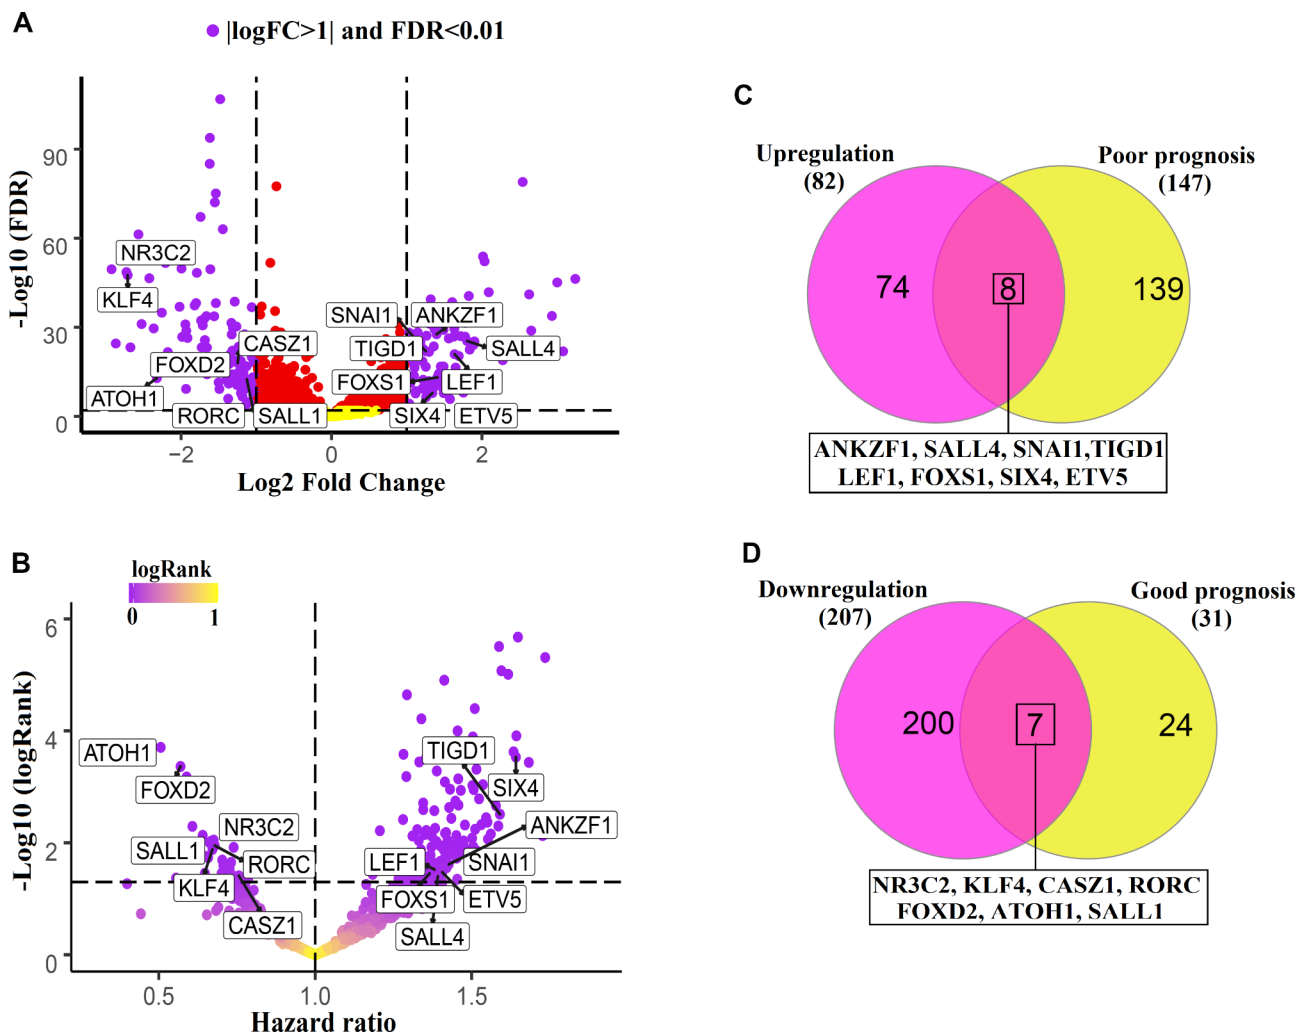 A
|logFC>1| and FDR<0.01
-Log10 (FDR)
90
60
30
0
NR3C2
KLF4
FOXD2
CASZ1
ATOH1
RORC
SALL1
SNAI1
ANKZF1
TIGD1
SALL4
FOXS1
LEF1
SIX4
ETV5
−2
0
2
Log2 Fold Change
B
logRank
0
1
-Log10 (logRank)
6
4
2
0
ATOH1
FOXD2
NR3C2
SALL1
RORC
KLF4
CASZ1
TIGD1
SIX4
ANKZF1
LEF1
SNAI1
FOXS1
ETV5
SALL4
0.5
1.0
1.5
Hazard ratio
C
Upregulation
(82)
Poor prognosis
(147)
74
8
139
ANKZF1, SALL4, SNAI1,TIGD1
LEF1, FOXS1, SIX4, ETV5
D
Downregulation
(207)
Good prognosis
(31)
200
7
24
NR3C2, KLF4, CASZ1, RORC
FOXD2, ATOH1, SALL1